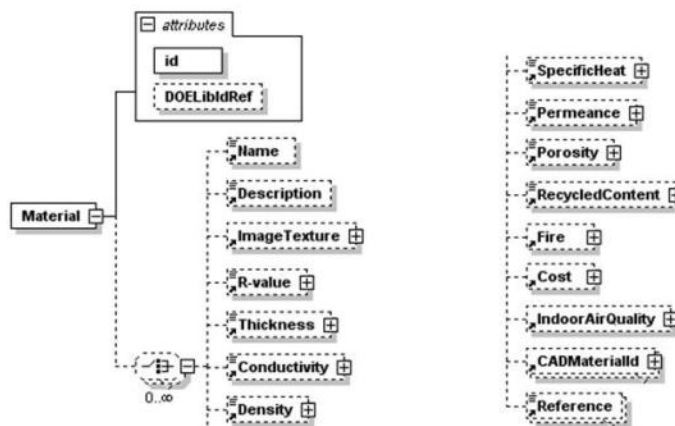 attributes
id
DOELibIdRef
Material
Name
Description
ImageTexture
R-value
Thickness
Conductivity
Density
0..∞
SpecificHeat
Permeance
Porosity
RecycledContent
Fire
Cost
IndoorAirQuality
CADMaterialId
Reference